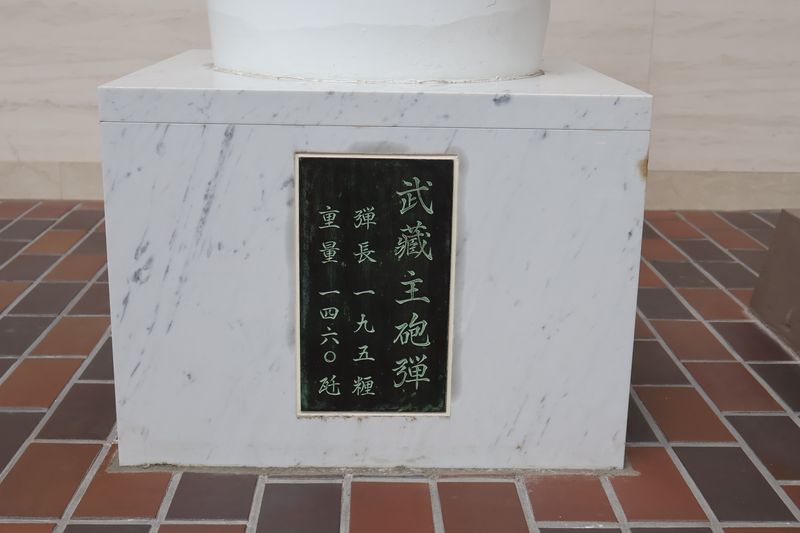 武藏主砲弾
弾長 一九五糎
重量 一四六〇瓩